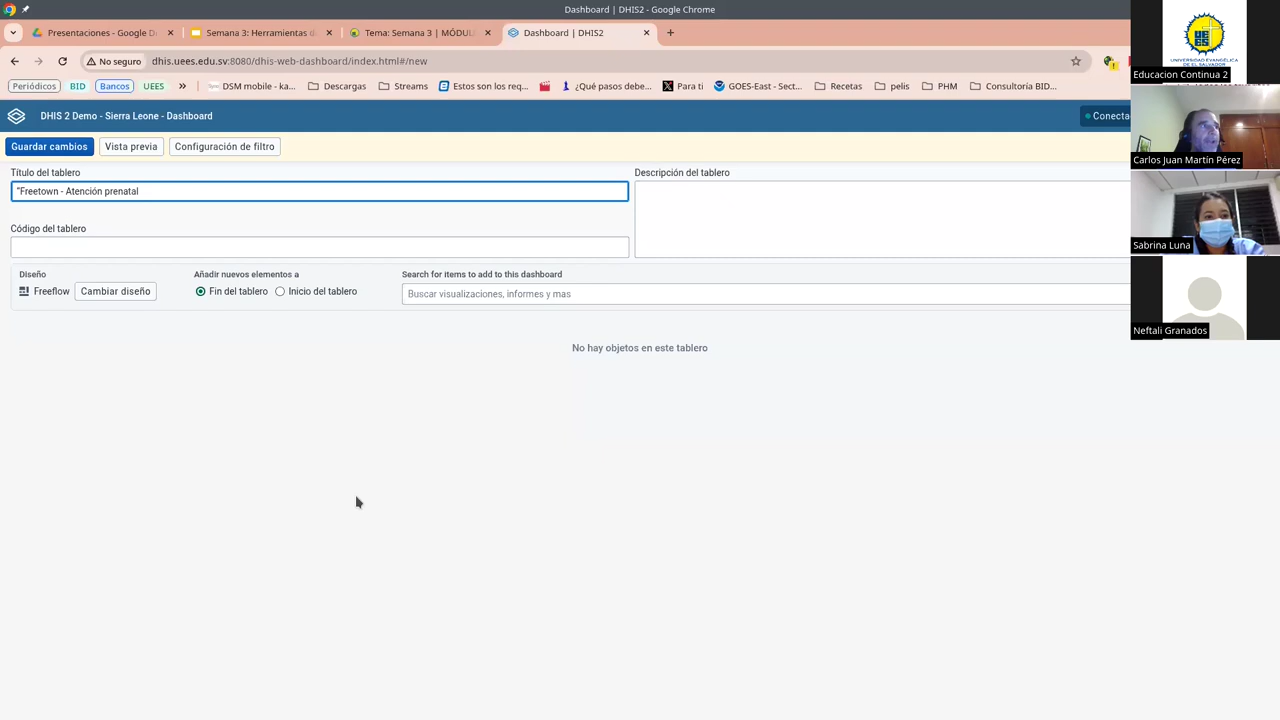 Dashboard | DHIS2 - Google Chrome
Presentaciones - Google D
Semana 3: Herramientas d
Tema: Semana 3 | MÓDUL
Dashboard | DHIS2
No seguro
dhis.uees.edu.sv:8080/dhis-web-dashboard/index.html#/new
Periódicos
BID
Bancos
UEES
DSM mobile - ka...
Descargas
Streams
Estos son los req...
¿Qué pasos debe...
Para ti
GOES-East - Sect...
Recetas
pelis
PHM
Consultoría BID...
DHIS 2 Demo - Sierra Leone - Dashboard
Conecta
Guardar cambios
Vista previa
Configuración de filtro
Título del tablero
Descripción del tablero
"Freetown - Atención prenatal
Código del tablero
Diseño
Añadir nuevos elementos a
Search for items to add to this dashboard
Freeflow
Cambiar diseño
Fin del tablero
Inicio del tablero
Buscar visualizaciones, informes y mas
No hay objetos en este tablero
UEES
UNIVERSIDAD EVANGÉLICA
DE EL SALVADOR
Educacion Continua 2
Carlos Juan Martín Pérez
Sabrina Luna
Neftali Granados